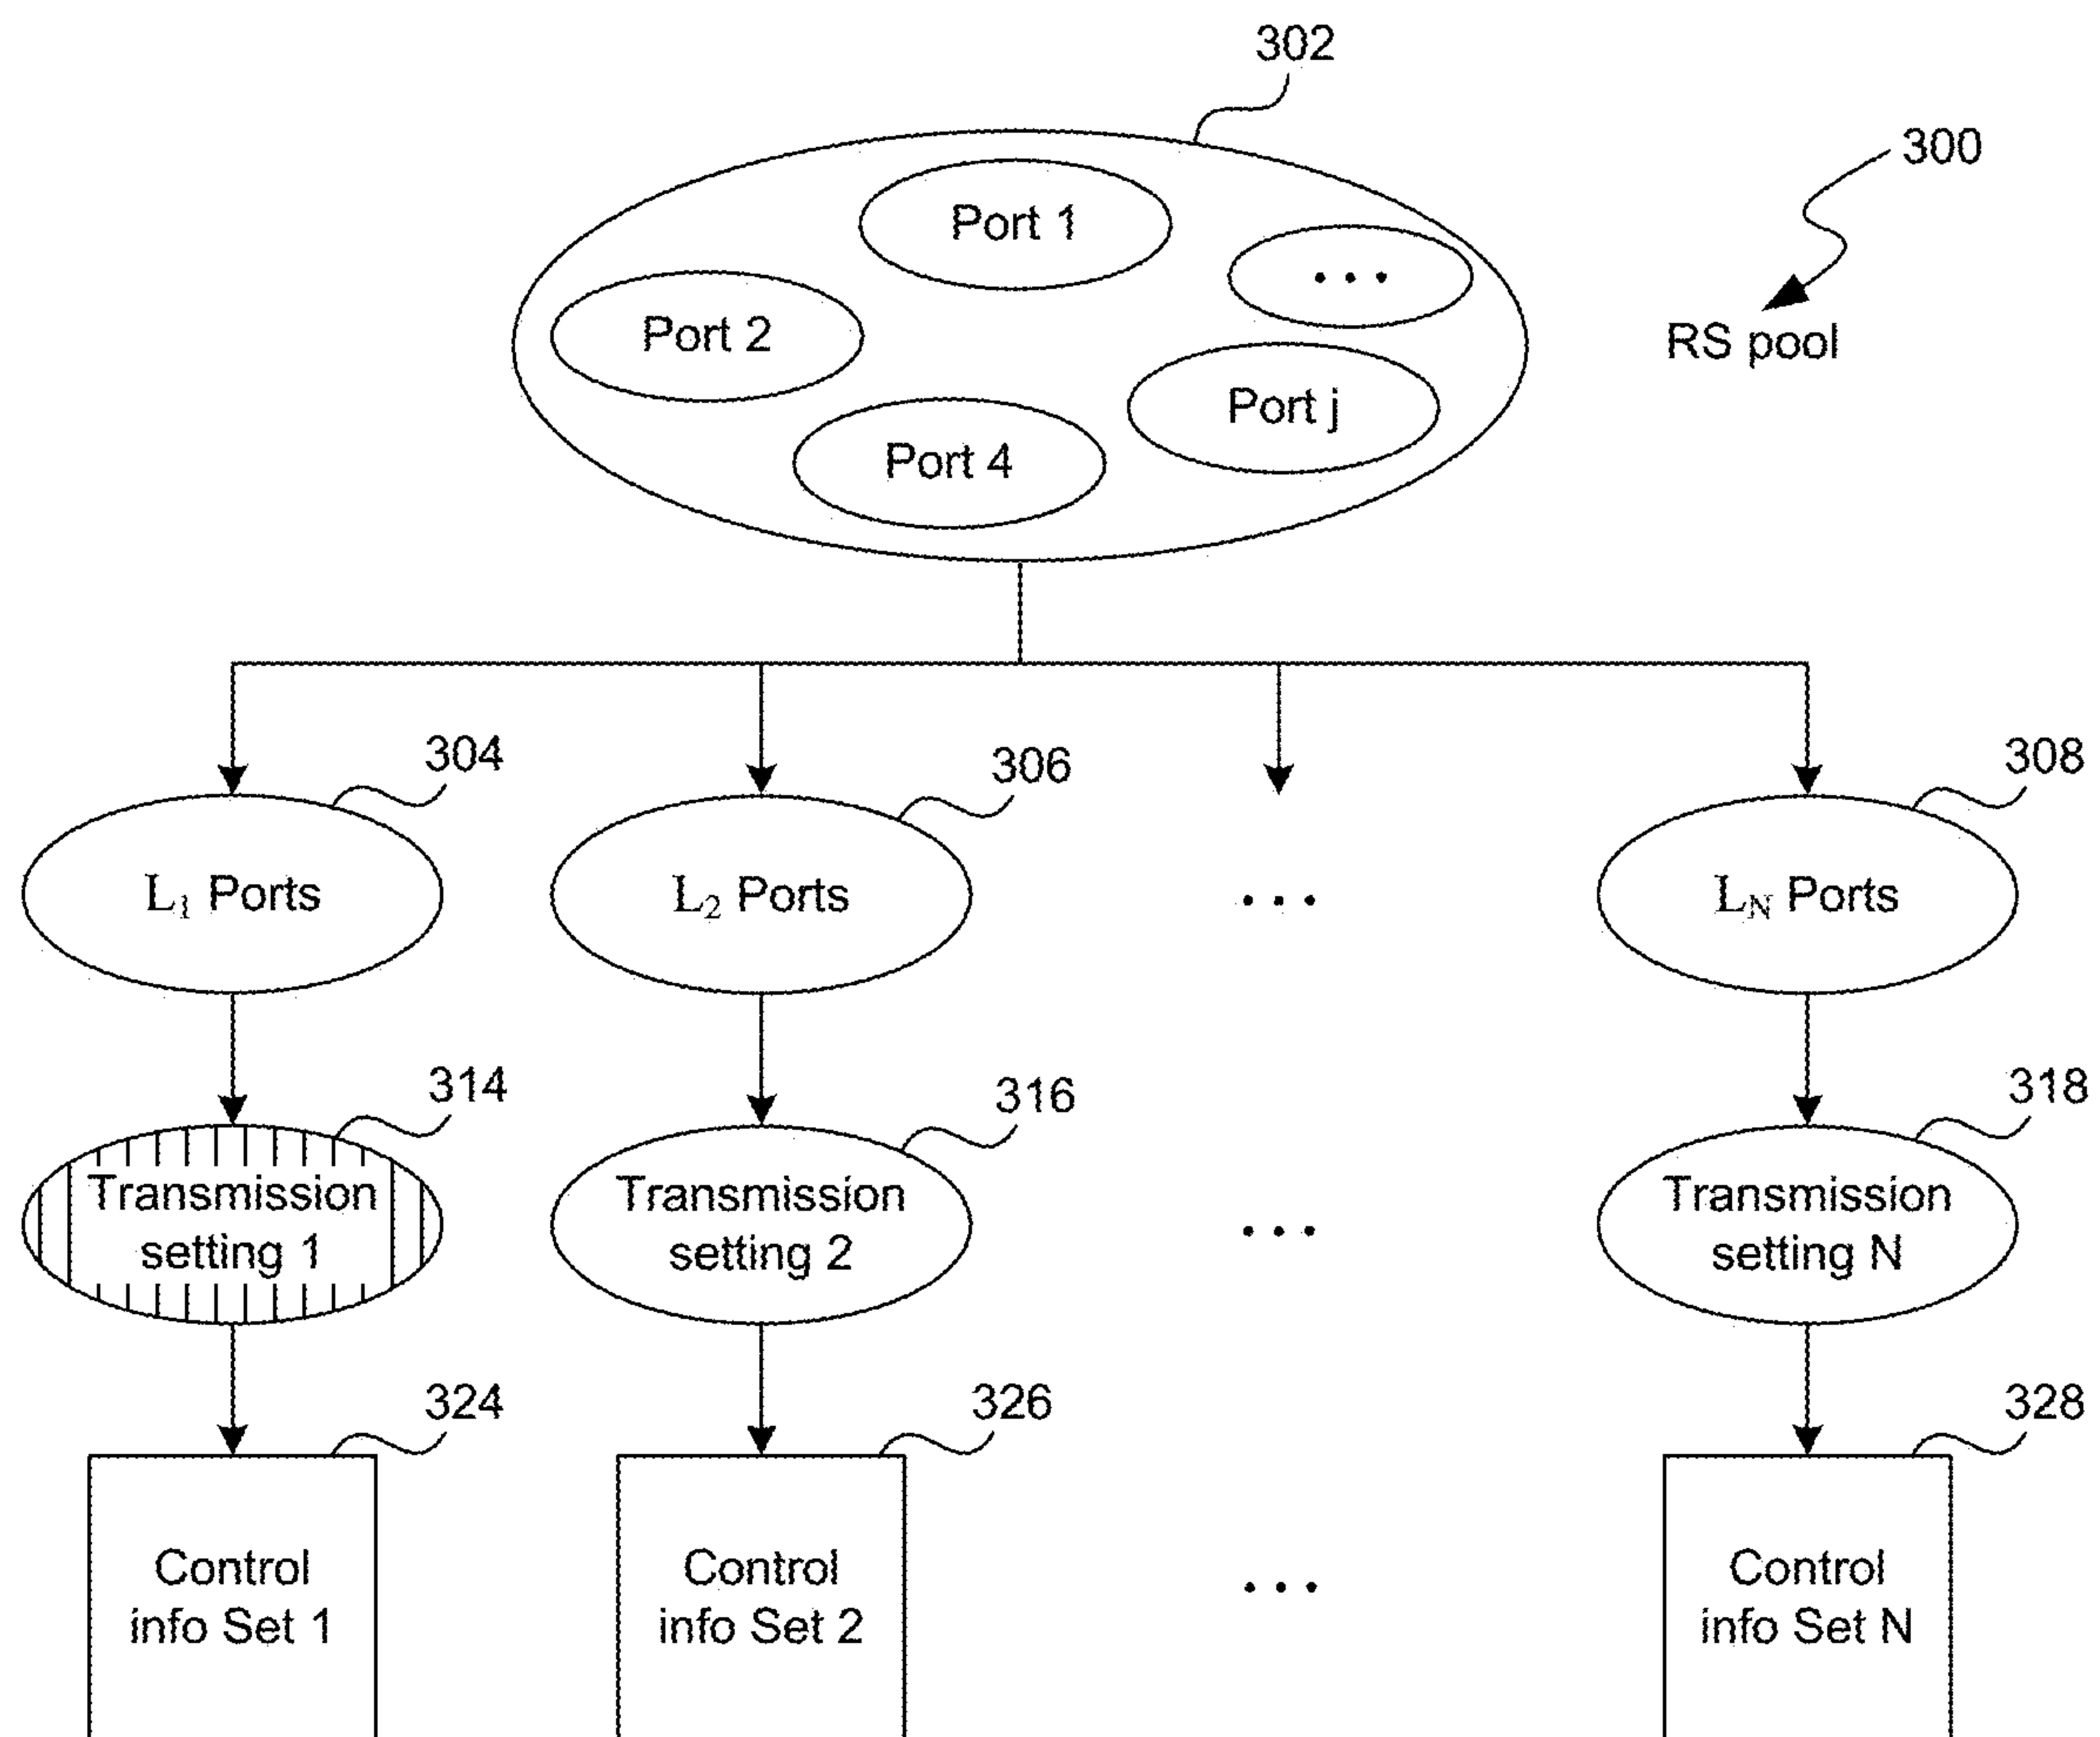 302
300
Port 1
...
Port 2
RS pool
Port j
Port 4
304
306
308
L₁ Ports
L₂ Ports
...
L_N Ports
314
316
318
Transmission
setting 1
Transmission
setting 2
...
Transmission
setting N
324
326
328
Control
info Set 1
Control
info Set 2
...
Control
info Set N